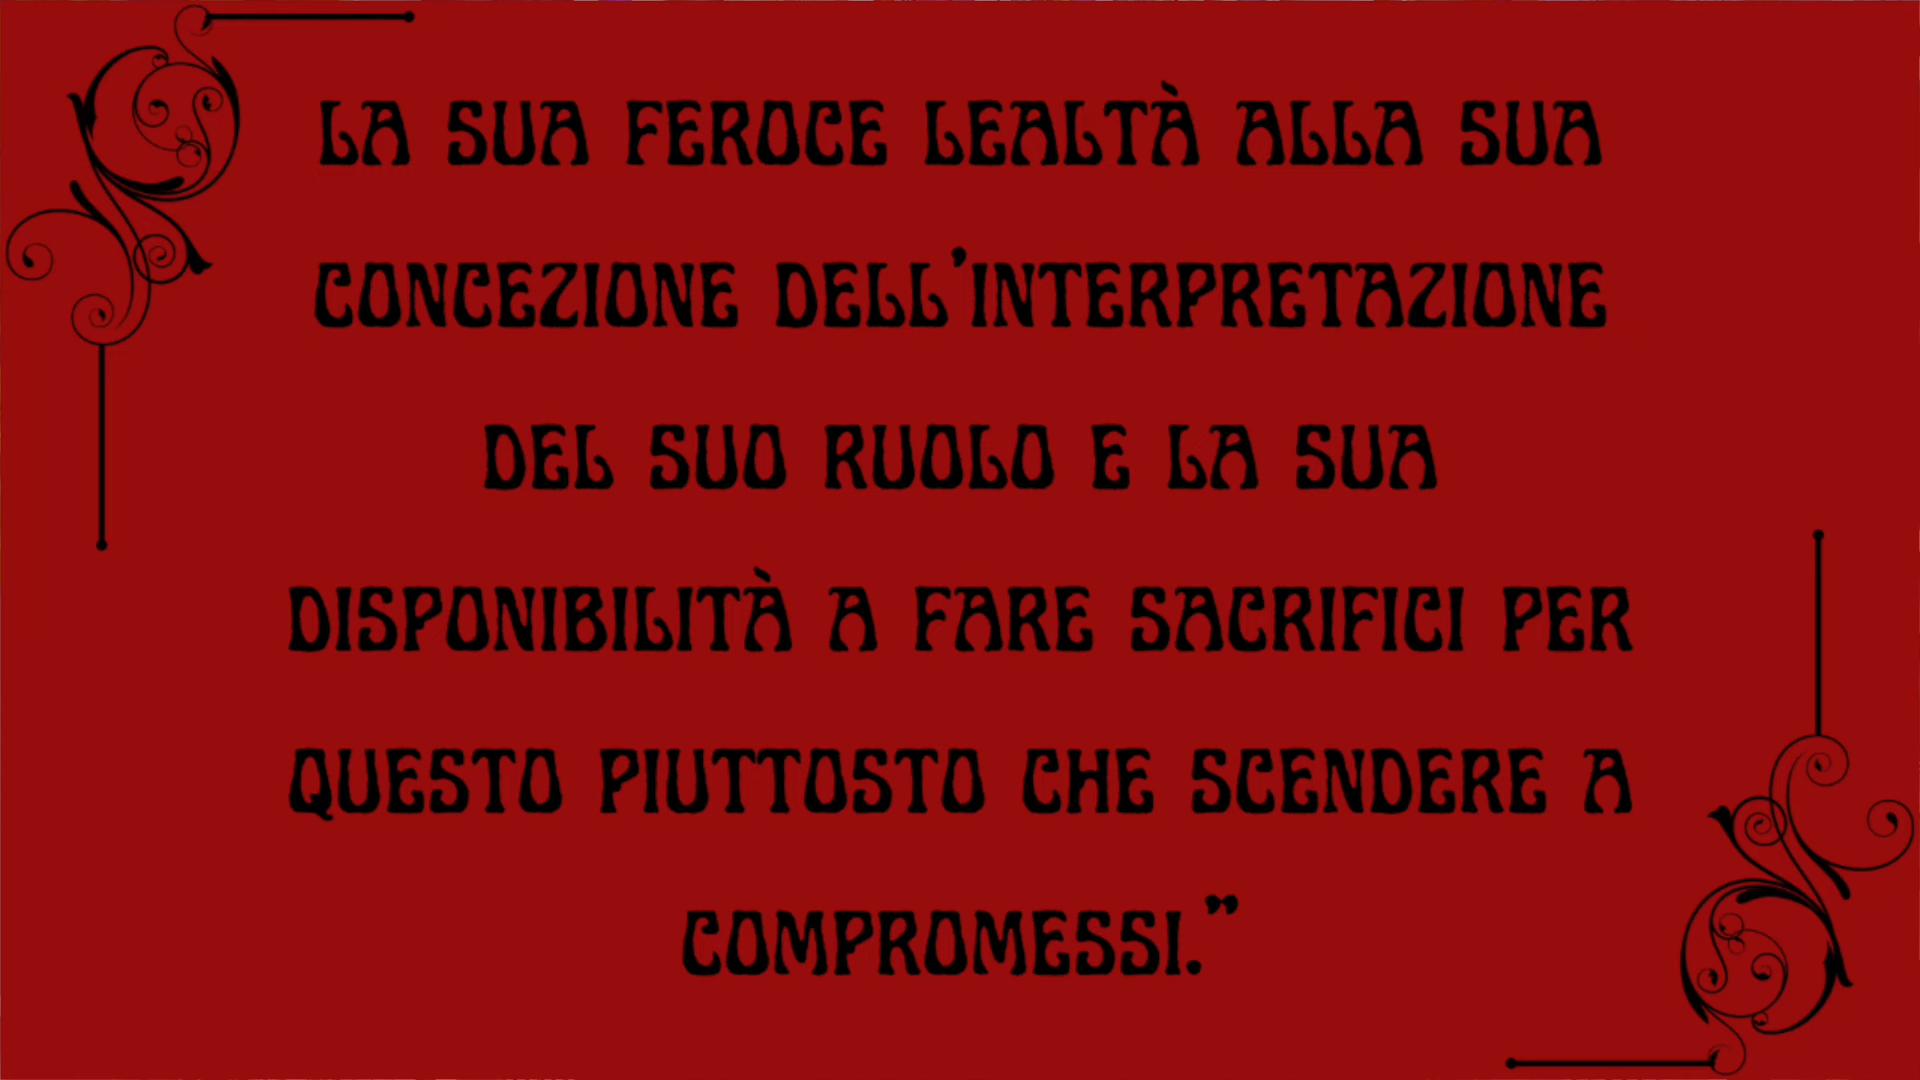 LA SUA FEROCE LEALTÀ ALLA SUA
CONCEZIONE DELL'INTERPRETAZIONE
DEL SUO RUOLO E LA SUA
DISPONIBILITÀ A FARE SACRIFICI PER
QUESTO PIUTTOSTO CHE SCENDERE A
COMPROMESSI.”